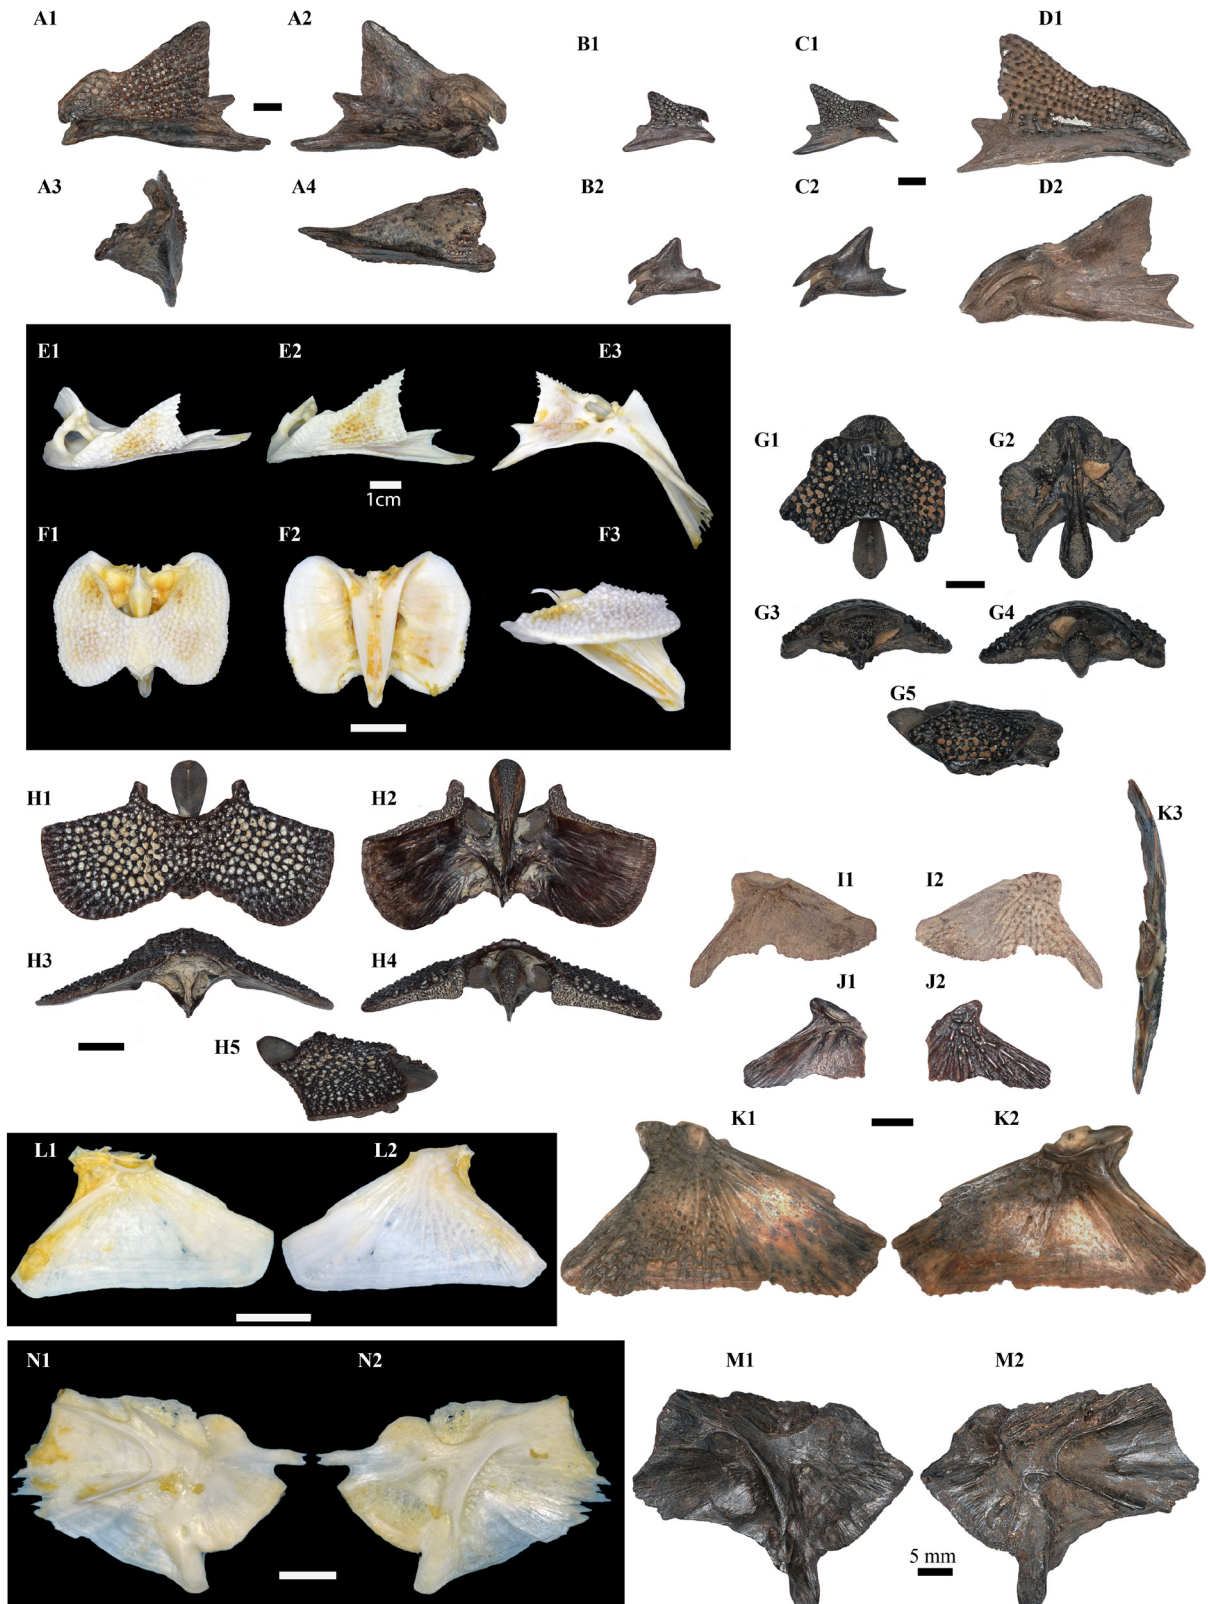 A1 A2 B1 C1 D1
A3 A4 B2 C2 D2
E1 E2 E3
1cm
F1 F2 F3
G1 G2
G3 G4
G5
H1 H2 K3
I1 I2
H3 H4
J1 J2
H5
K1 K2
L1 L2
N1 N2 M1 M2
5 mm